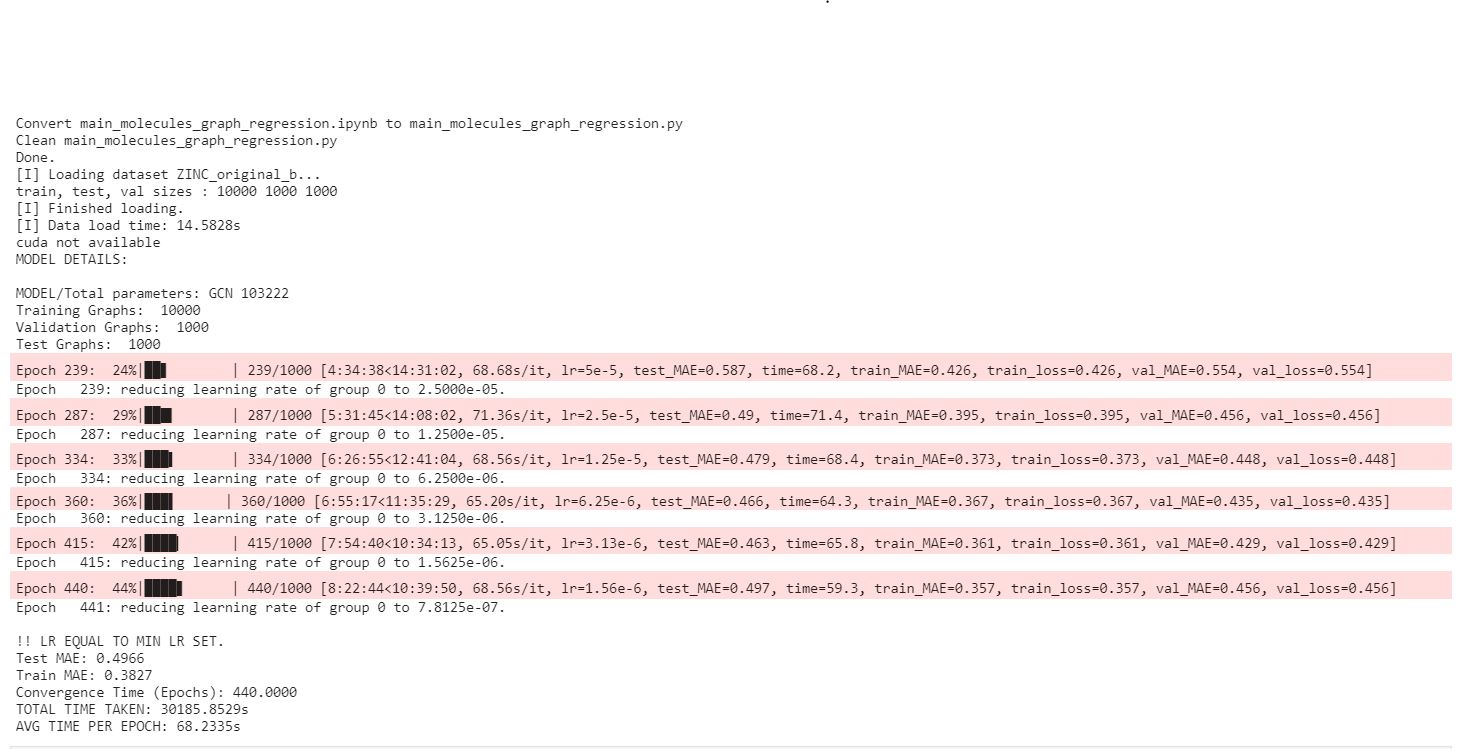 Convert main_molecules_graph_regression.ipynb to main_molecules_graph_regression.py
Clean main_molecules_graph_regression.py
Done.
[I] Loading dataset ZINC_original_b...
train, test, val sizes : 10000 1000 1000
[I] Finished loading.
[I] Data load time: 14.5828s
cuda not available
MODEL DETAILS:
MODEL/Total parameters: GCN 103222
Training Graphs:  10000
Validation Graphs:  1000
Test Graphs:  1000
Epoch 239:  24%|██▍       | 239/1000 [4:34:38<14:31:02, 68.68s/it, lr=5e-5, test_MAE=0.587, time=68.2, train_MAE=0.426, train_loss=0.426, val_MAE=0.554, val_loss=0.554]
Epoch   239: reducing learning rate of group 0 to 2.5000e-05.
Epoch 287:  29%|██▊       | 287/1000 [5:31:45<14:08:02, 71.36s/it, lr=2.5e-5, test_MAE=0.49, time=71.4, train_MAE=0.395, train_loss=0.395, val_MAE=0.456, val_loss=0.456]
Epoch   287: reducing learning rate of group 0 to 1.2500e-05.
Epoch 334:  33%|███▎      | 334/1000 [6:26:55<12:41:04, 68.56s/it, lr=1.25e-5, test_MAE=0.479, time=68.4, train_MAE=0.373, train_loss=0.373, val_MAE=0.448, val_loss=0.448]
Epoch   334: reducing learning rate of group 0 to 6.2500e-06.
Epoch 360:  36%|███▌      | 360/1000 [6:55:17<11:35:29, 65.20s/it, lr=6.25e-6, test_MAE=0.466, time=64.3, train_MAE=0.367, train_loss=0.367, val_MAE=0.435, val_loss=0.435]
Epoch   360: reducing learning rate of group 0 to 3.1250e-06.
Epoch 415:  42%|████▏     | 415/1000 [7:54:40<10:34:13, 65.05s/it, lr=3.13e-6, test_MAE=0.463, time=65.8, train_MAE=0.361, train_loss=0.361, val_MAE=0.429, val_loss=0.429]
Epoch   415: reducing learning rate of group 0 to 1.5625e-06.
Epoch 440:  44%|████▍     | 440/1000 [8:22:44<10:39:50, 68.56s/it, lr=1.56e-6, test_MAE=0.497, time=59.3, train_MAE=0.357, train_loss=0.357, val_MAE=0.456, val_loss=0.456]
Epoch   441: reducing learning rate of group 0 to 7.8125e-07.
!! LR EQUAL TO MIN LR SET.
Test MAE: 0.4966
Train MAE: 0.3827
Convergence Time (Epochs): 440.0000
TOTAL TIME TAKEN: 30185.8529s
AVG TIME PER EPOCH: 68.2335s